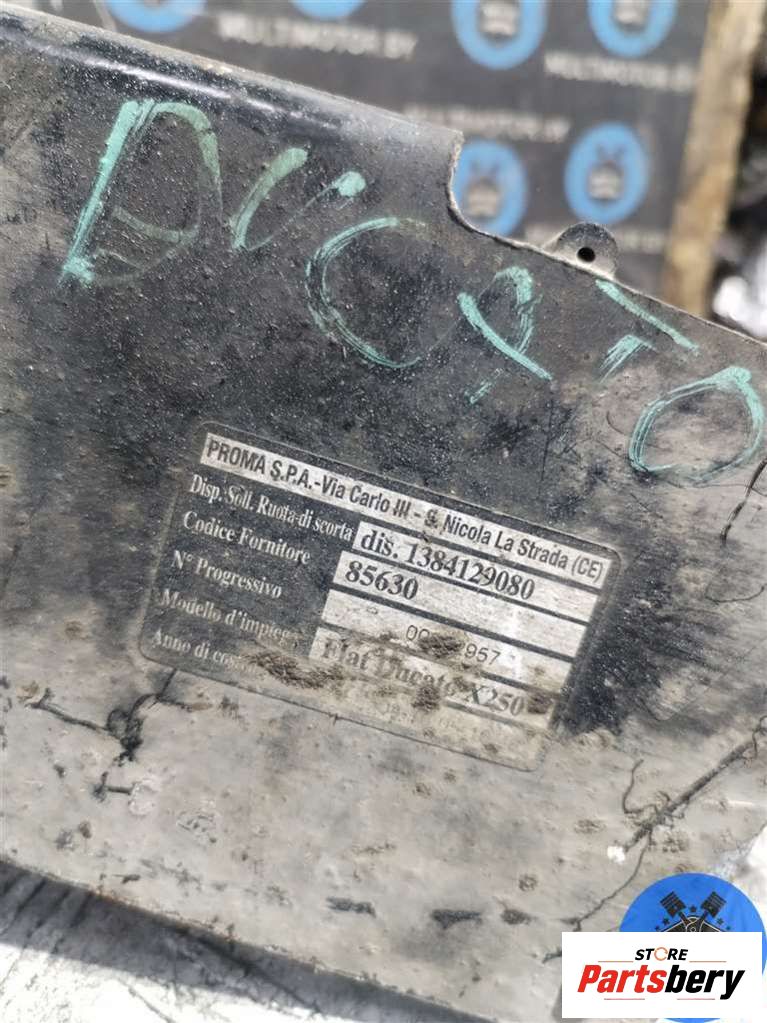 MULTIMOTOR.BY
DUCATO
PROMA S.P.A.-Via Carlo III - S. Nicola La Strada (CE)
Disp. Soll. Ruota di scorta dis. 1384129080
Codice Fornitore 85630
N° Progressivo
Modello d'impiego Fiat Ducato X250
Anno di
STORE
Partsbery